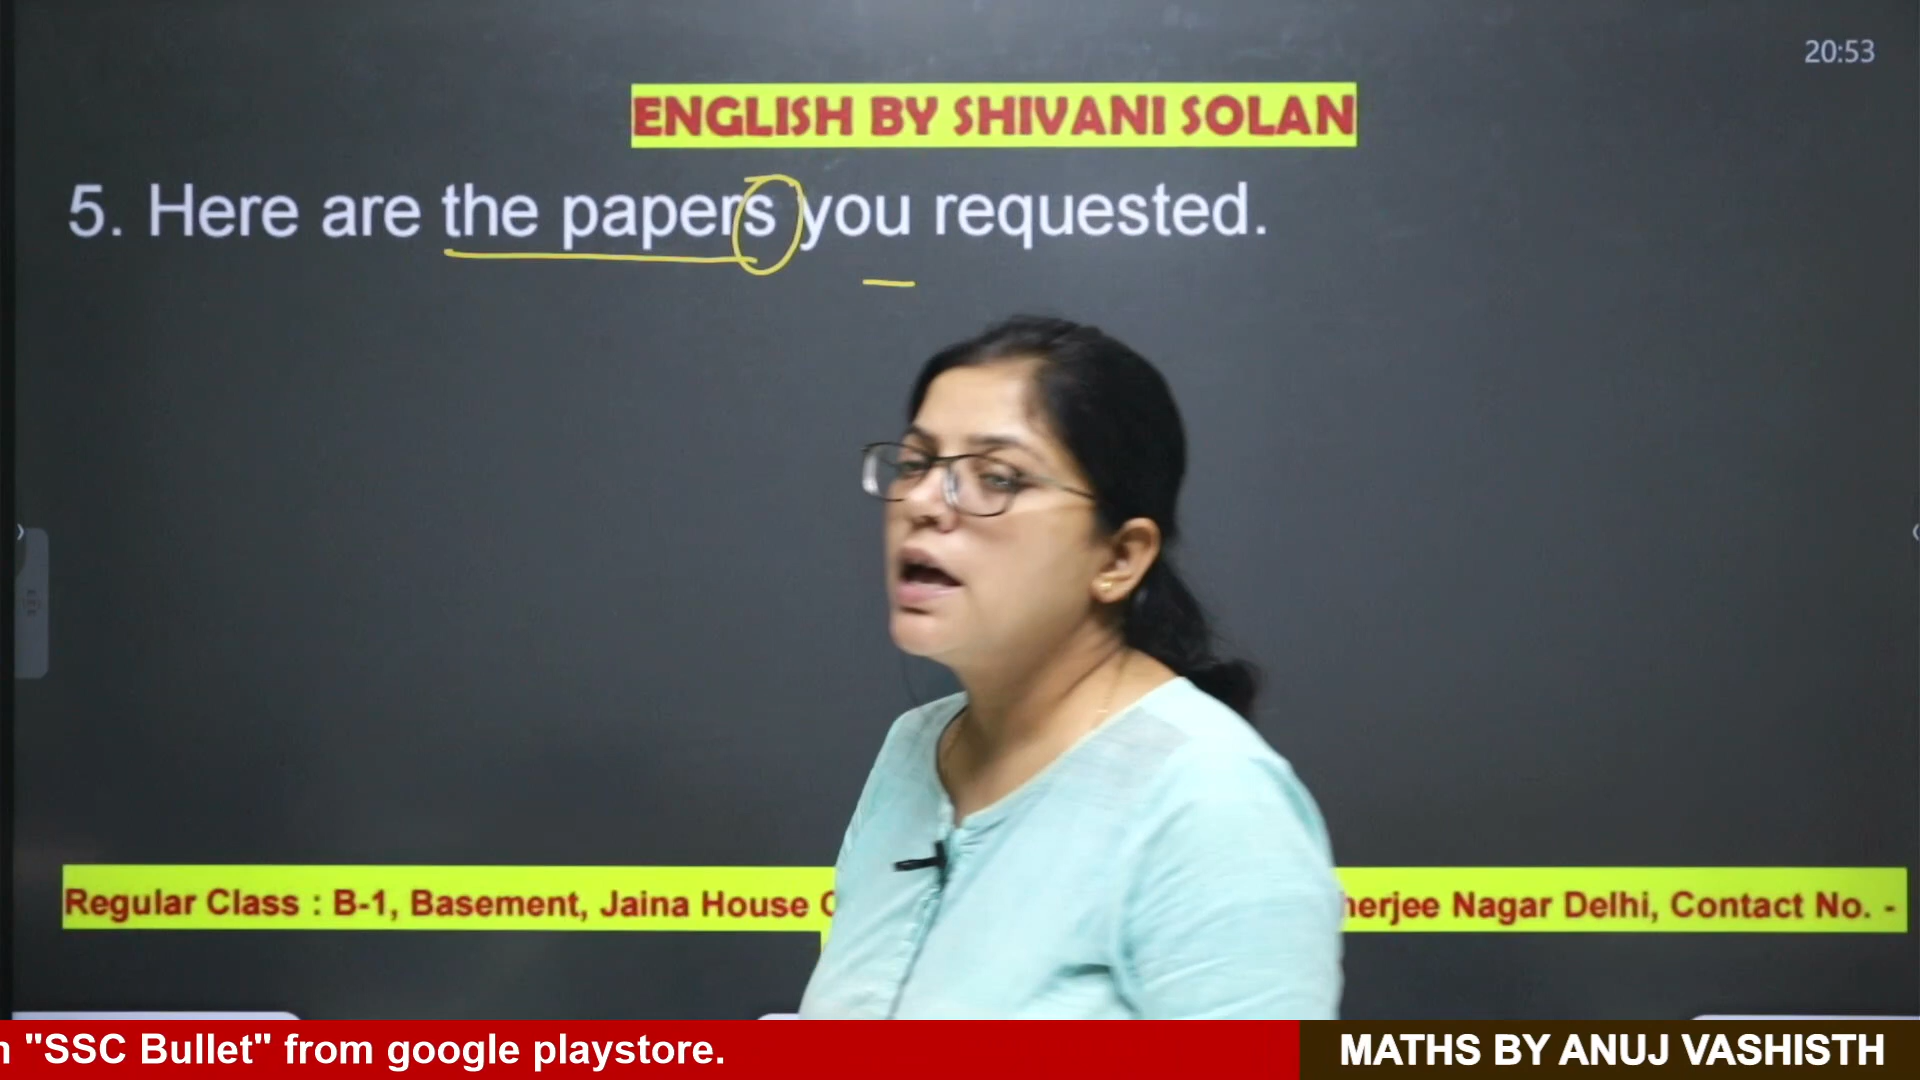 20:53
ENGLISH BY SHIVANI SOLAN
5. Here are the papers you requested.
Regular Class : B-1, Basement, Jaina House Nagar Delhi, Contact No. -
"SSC Bullet" from google playstore.
MATHS BY ANUJ VASHISTH